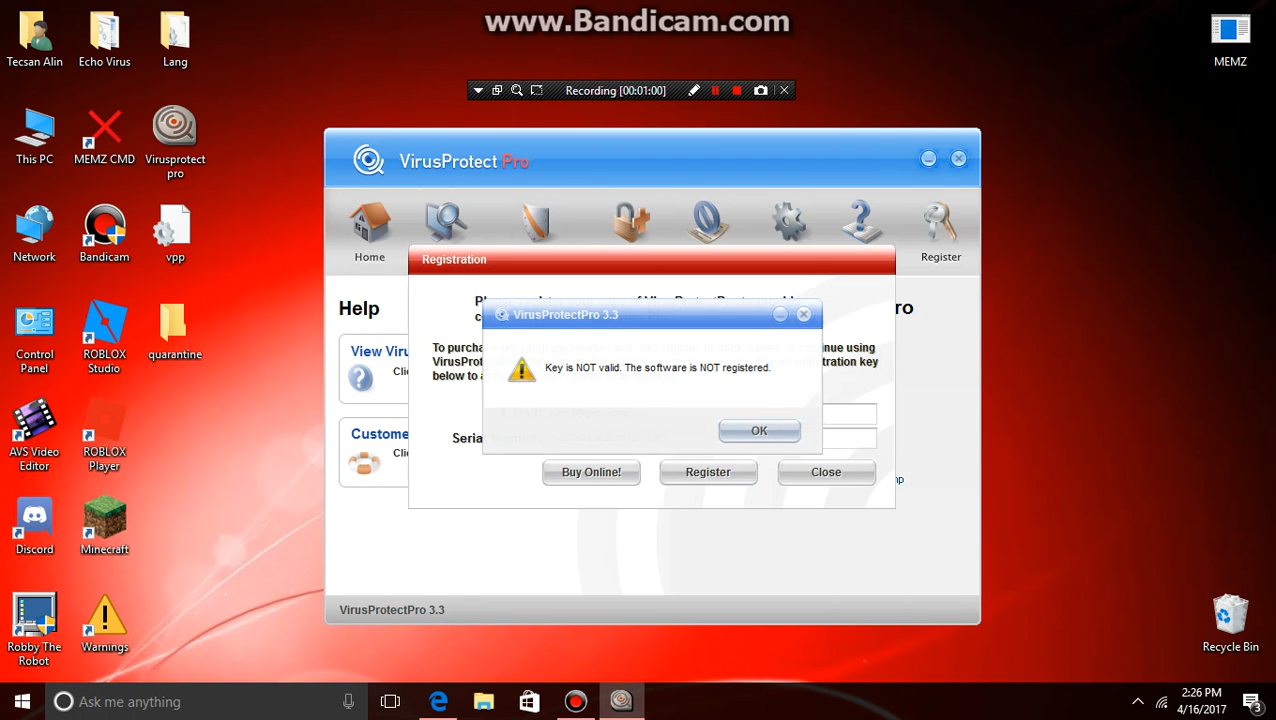 www.Bandicam.com
Tecsan Alin
Echo Virus
Lang
MEMZ
Recording [00:01:00]
This PC
MEMZ CMD
Virusprotect
pro
VirusProtect Pro
Network
Bandicam
vpp
Home
Register
Registration
Help
ro
VirusProtectPro 3.3
Control
Panel
ROBLOX
Studio
quarantine
View Viru
Clic
To purcha
nue using
VirusProt
istration key
below to a
Key is NOT valid. The software is NOT registered.
AVS Video
Editor
ROBLOX
Player
Custome
Clic
Seria
OK
Buy Online!
Register
Close
Discord
Minecraft
VirusProtectPro 3.3
Robby The
Robot
Warnings
Recycle Bin
Ask me anything
2:26 PM
4/16/2017
3